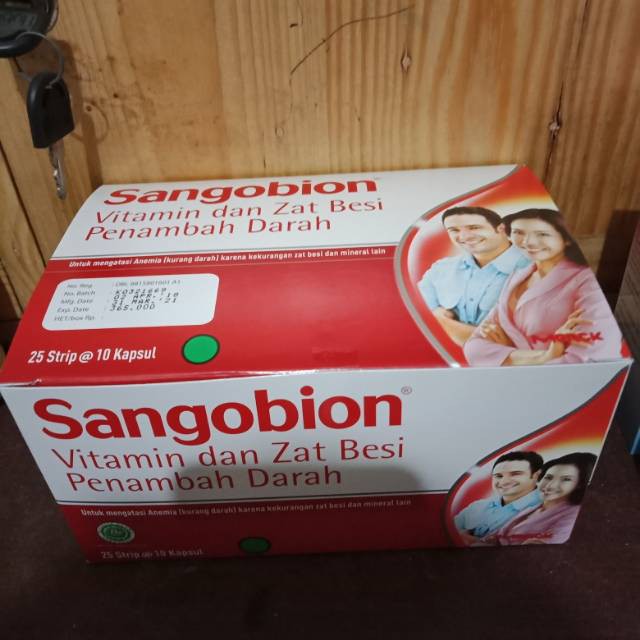 Sangobion
Vitamin dan Zat Besi
Penambah Darah
Untuk mengatasi Anemia (kurang darah) karena kekurangan zat besi dan mineral lain
No. Reg
No. Batch
Mfg. Date
Exp. Date
HET/box Rp.
365.000
25 Strip @ 10 Kapsul
MERCK
Sangobion®
Vitamin dan Zat Besi
Penambah Darah
Untuk mengatasi Anemia (kurang darah) karena kekurangan zat besi dan mineral lain
25 Strip @ 10 Kapsul